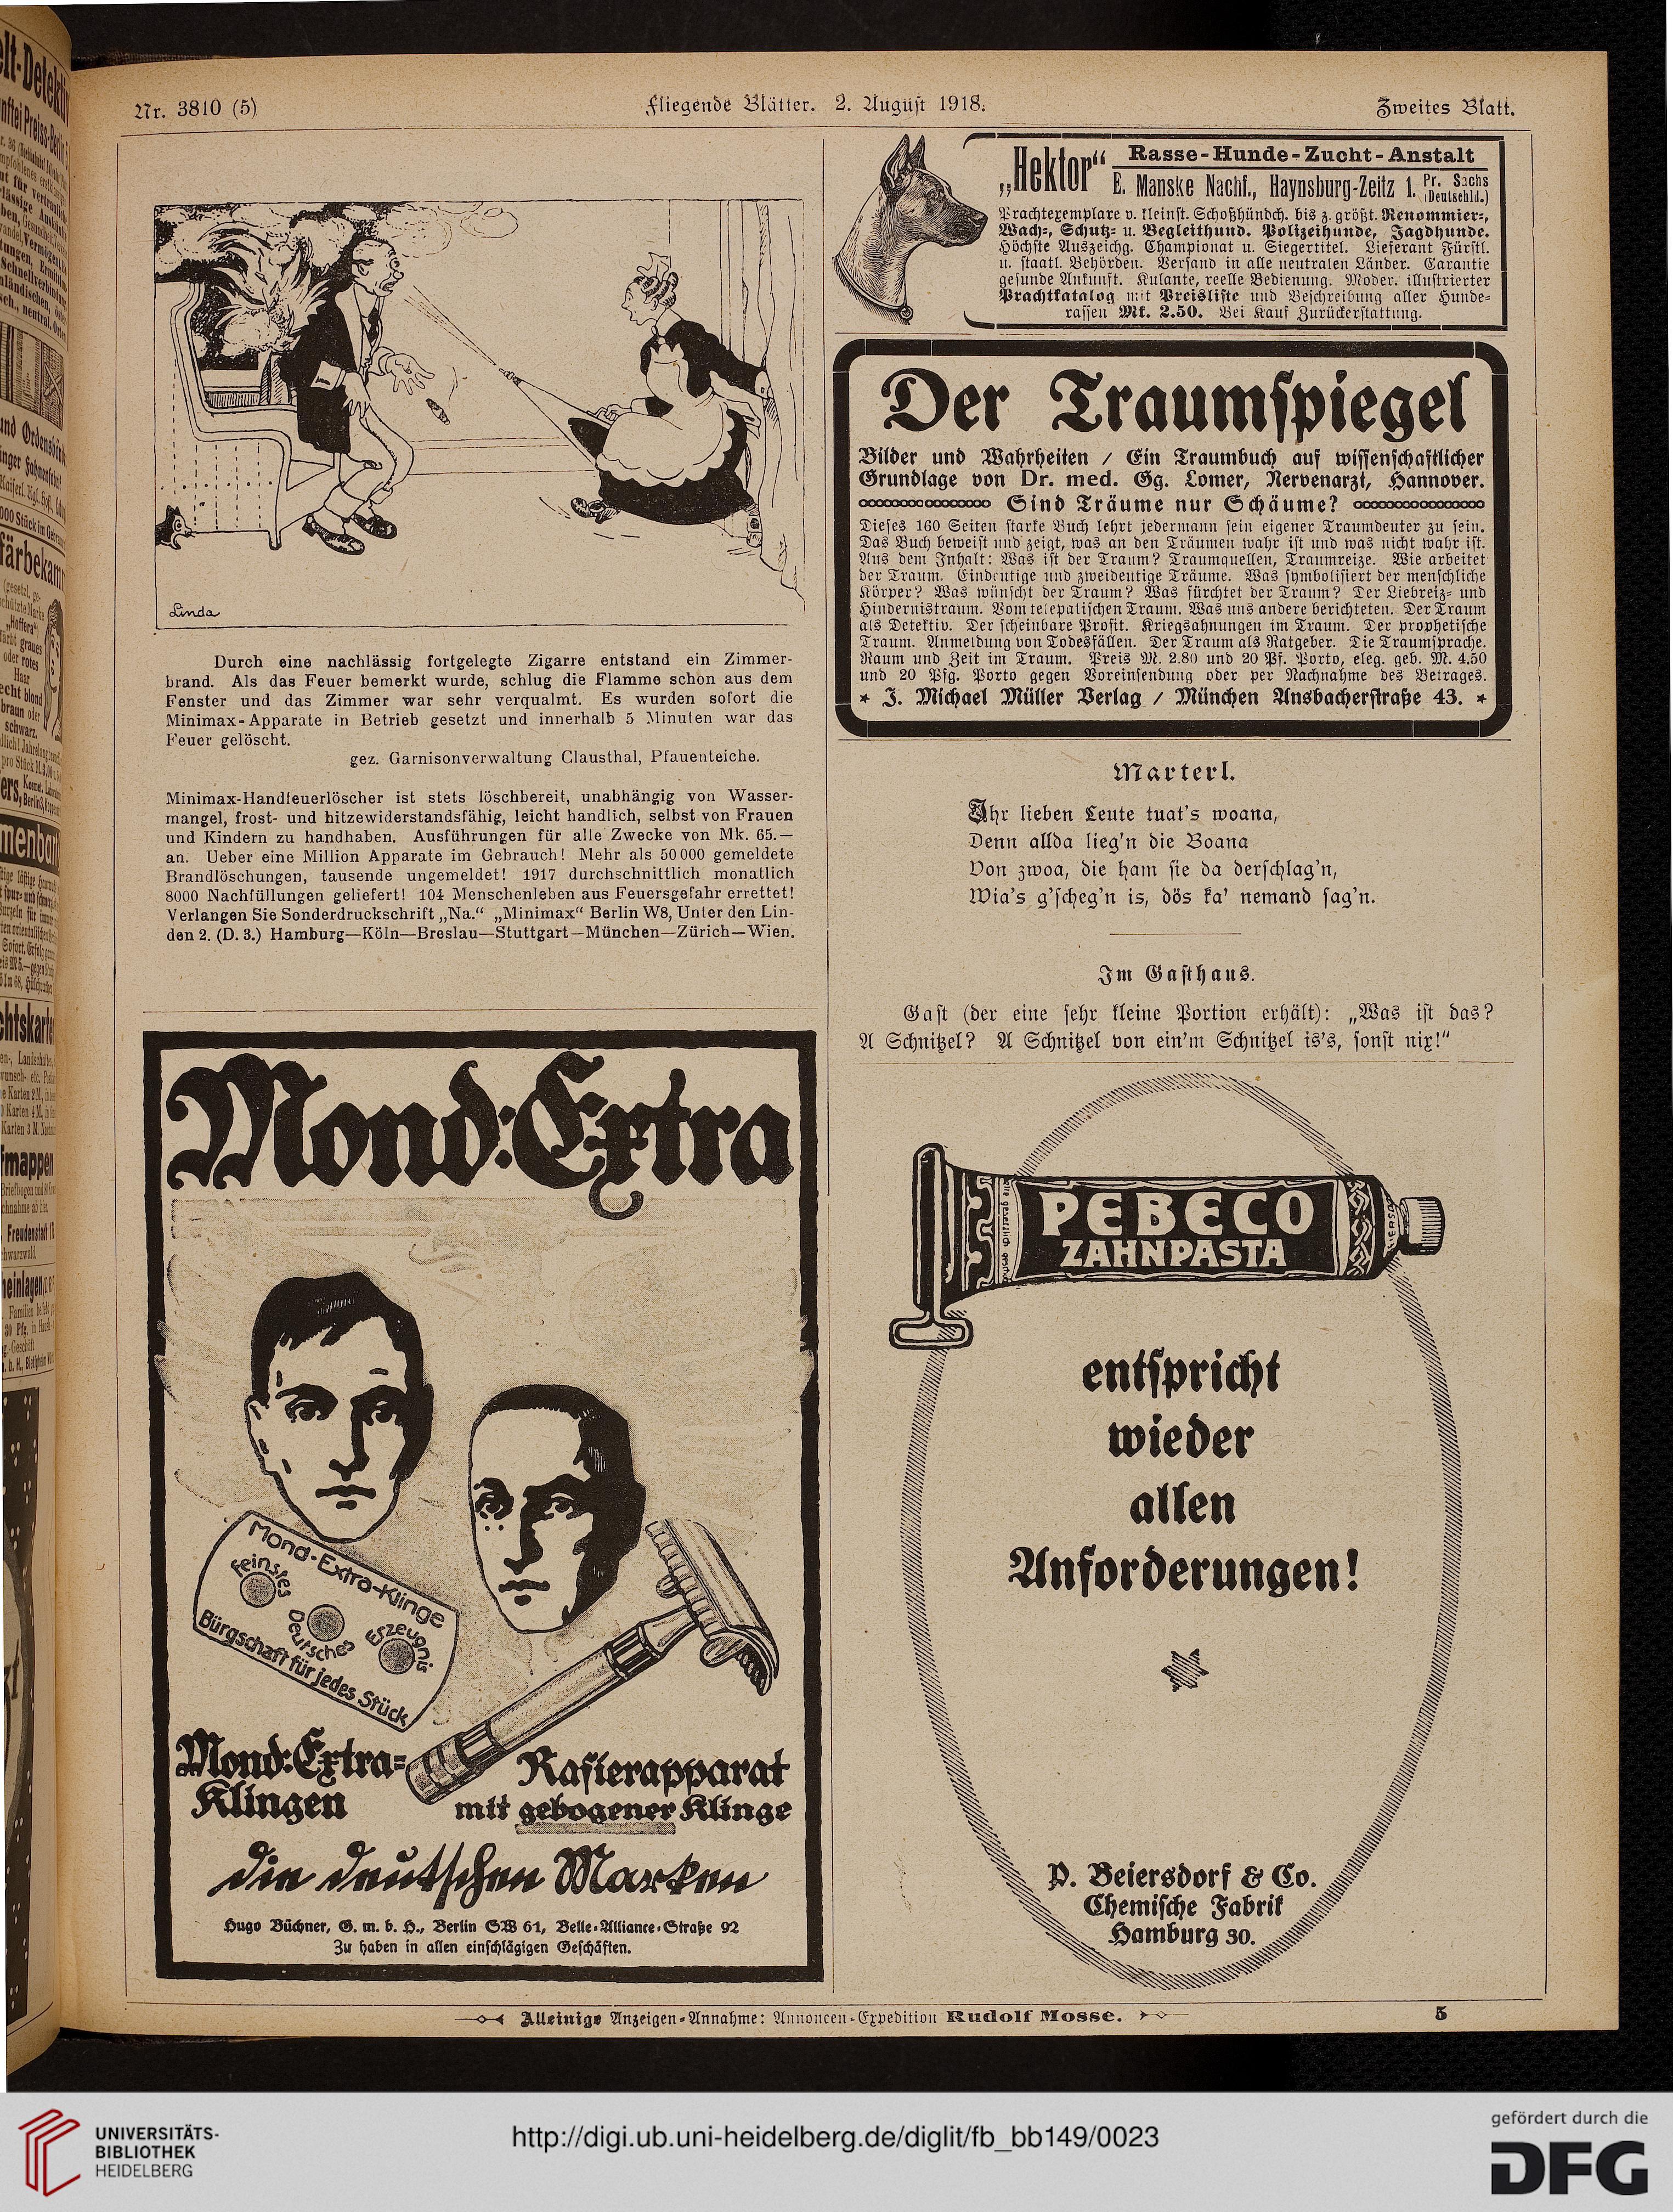 Nr. 3810 (5)
Fliegende Blätter. 2. August 1918.
Zweites Blatt.
Linda
Durch eine nachlässig fortgelegte Zigarre entstand ein Zimmer-
brand. Als das Feuer bemerkt wurde, schlug die Flamme schon aus dem
Fenster und das Zimmer war sehr verqualmt. Es wurden sofort die
Minimax-Apparate in Betrieb gesetzt und innerhalb 5 Minuten war das
Feuer gelöscht.
gez. Garnisonverwaltung Clausthal, Pfauenteiche.
Minimax-Handfeuerlöscher ist stets löschbereit, unabhängig von Wasser-
mangel, frost- und hitzewiderstandsfähig, leicht handlich, selbst von Frauen
und Kindern zu handhaben. Ausführungen für alle Zwecke von Mk. 65.—
an. Ueber eine Million Apparate im Gebrauch! Mehr als 50 000 gemeldete
Brandlöschungen, tausende ungemeldet! 1917 durchschnittlich monatlich
8000 Nachfüllungen geliefert! 104 Menschenleben aus Feuersgefahr errettet!
Verlangen Sie Sonderdruckschrift „Na.“ „Minimax“ Berlin W8, Unter den Lin-
den 2. (D. 3.) Hamburg—Köln—Breslau—Stuttgart—München—Zürich—Wien.
Mond-Extra
Mond-Extra-Klinge
Feinstes
Deutsches
Erzeugnis
Bürgschaft für jedes Stück
Mond-Extra-
Klingen
Rasierapparat
mit gebogener Klinge
die deutschen Marken
Hugo Büchner, G. m. b. H., Berlin SW 61, Belle-Alliance-Straße 92
Zu haben in allen einschlägigen Geschäften.
„Hektor“
Rasse-Hunde-Zucht-Anstalt
E. Manske Nachf., Haynsburg-Zeitz 1. Pr. Sachs (Deutschld.)
Prachtexemplare v. kleinst. Schoßhündch. bis z. größt. Renommier-,
Wach-, Schutz- u. Begleithund. Polizeihunde, Jagdhunde.
Höchste Auszeichg. Championat u. Siegertitel. Lieferant Fürstl.
u. staatl. Behörden. Versand in alle neutralen Länder. Garantie
gesunde Ankunft. Kulante, reelle Bedienung. Moder. illustrierter
Prachtkatalog mit Preisliste und Beschreibung aller Hunde-
rassen Mk. 2.50. Bei Kauf Zurückerstattung.
Der Traumspiegel
Bilder und Wahrheiten / Ein Traumbuch auf wissenschaftlicher
Grundlage von Dr. med. Gg. Lomer, Nervenarzt, Hannover.
Sind Träume nur Schäume?
Dieses 160 Seiten starke Buch lehrt jedermann sein eigener Traumdeuter zu sein.
Das Buch beweist und zeigt, was an den Träumen wahr ist und was nicht wahr ist.
Aus dem Inhalt: Was ist der Traum? Traumquellen, Traumreize. Wie arbeitet
der Traum. Eindeutige und zweideutige Träume. Was symbolisiert der menschliche
Körper? Was wünscht der Traum? Was fürchtet der Traum? Der Liebreiz- und
Hindernistraum. Vom telepatischen Traum. Was uns andere berichteten. Der Traum
als Detektiv. Der scheinbare Profit. Kriegsahnungen im Traum. Der prophetische
Traum. Anmeldung von Todesfällen. Der Traum als Ratgeber. Die Traumsprache.
Raum und Zeit im Traum. Preis M. 2.80 und 20 Pf. Porto, eleg. geb. M. 4.50
und 20 Pfg. Porto gegen Voreinsendung oder per Nachnahme des Betrages.
* J. Michael Müller Verlag / München Ansbacherstraße 43. *
Marterl.
Ihr lieben Leute tuat's woana,
Denn allda lieg'n die Boana
Von zwoa, die ham sie da derschlag'n,
Wia's g'scheg'n is, dös ka' nemand sag'n.
Im Gasthaus.
Gast (der eine sehr kleine Portion erhält): „Was ist das?
A Schnitzel? A Schnitzel von ein'm Schnitzel is's, sonst nix!“
PEBECO
ZAHNPASTA
entspricht
wieder
allen
Anforderungen!
P. Beiersdorf & Co.
Chemische Fabrik
Hamburg 30.
Alleinige Anzeigen-Annahme: Annoncen-Expedition Rudolf Mosse.
5
UNIVERSITÄTS-
BIBLIOTHEK
HEIDELBERG
http://digi.ub.uni-heidelberg.de/diglit/fb_bb149/0023
gefördert durch die
DFG